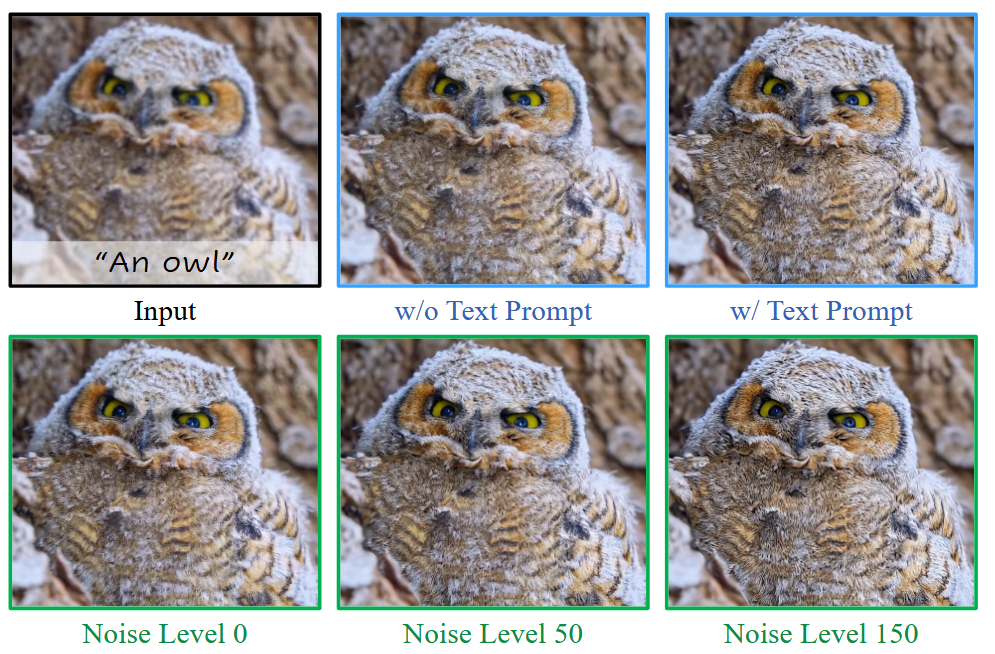 “An owl”
Input
w/o Text Prompt
w/ Text Prompt
Noise Level 0
Noise Level 50
Noise Level 150